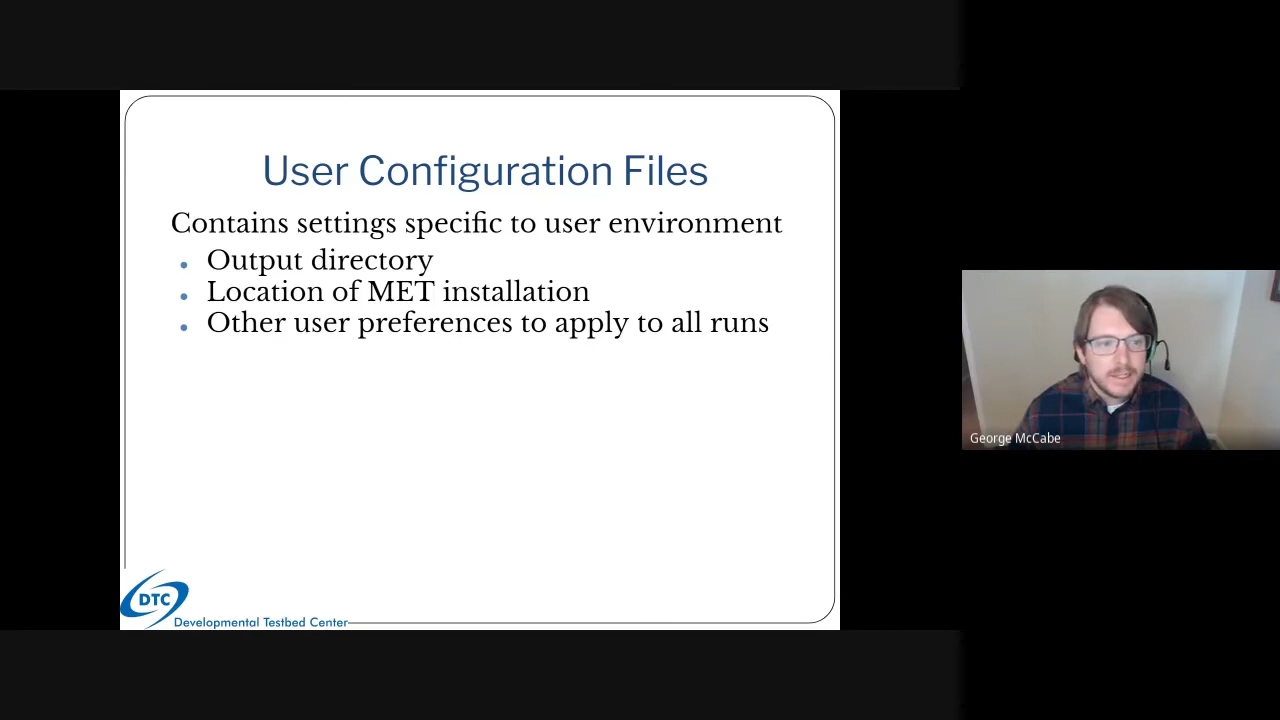 User Configuration Files
Contains settings specific to user environment
Output directory
Location of MET installation
Other user preferences to apply to all runs
DTC
Developmental Testbed Center
George McCabe